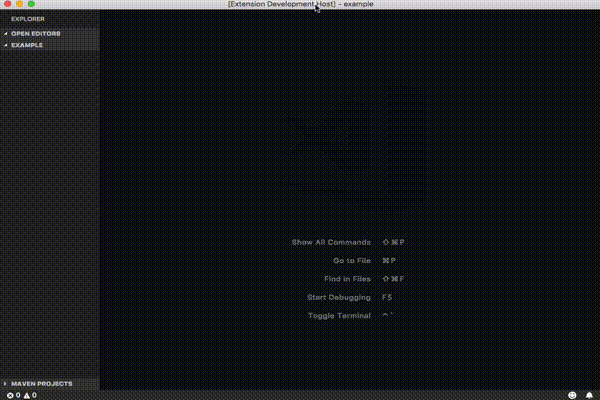 [Extension Development Host] - example
EXPLORER
OPEN EDITORS
EXAMPLE
Show All Commands ⇧⌘P
Go to File ⌘P
Find in Files ⇧⌘F
Start Debugging F5
Toggle Terminal ⌃`
MAVEN PROJECTS
0 0